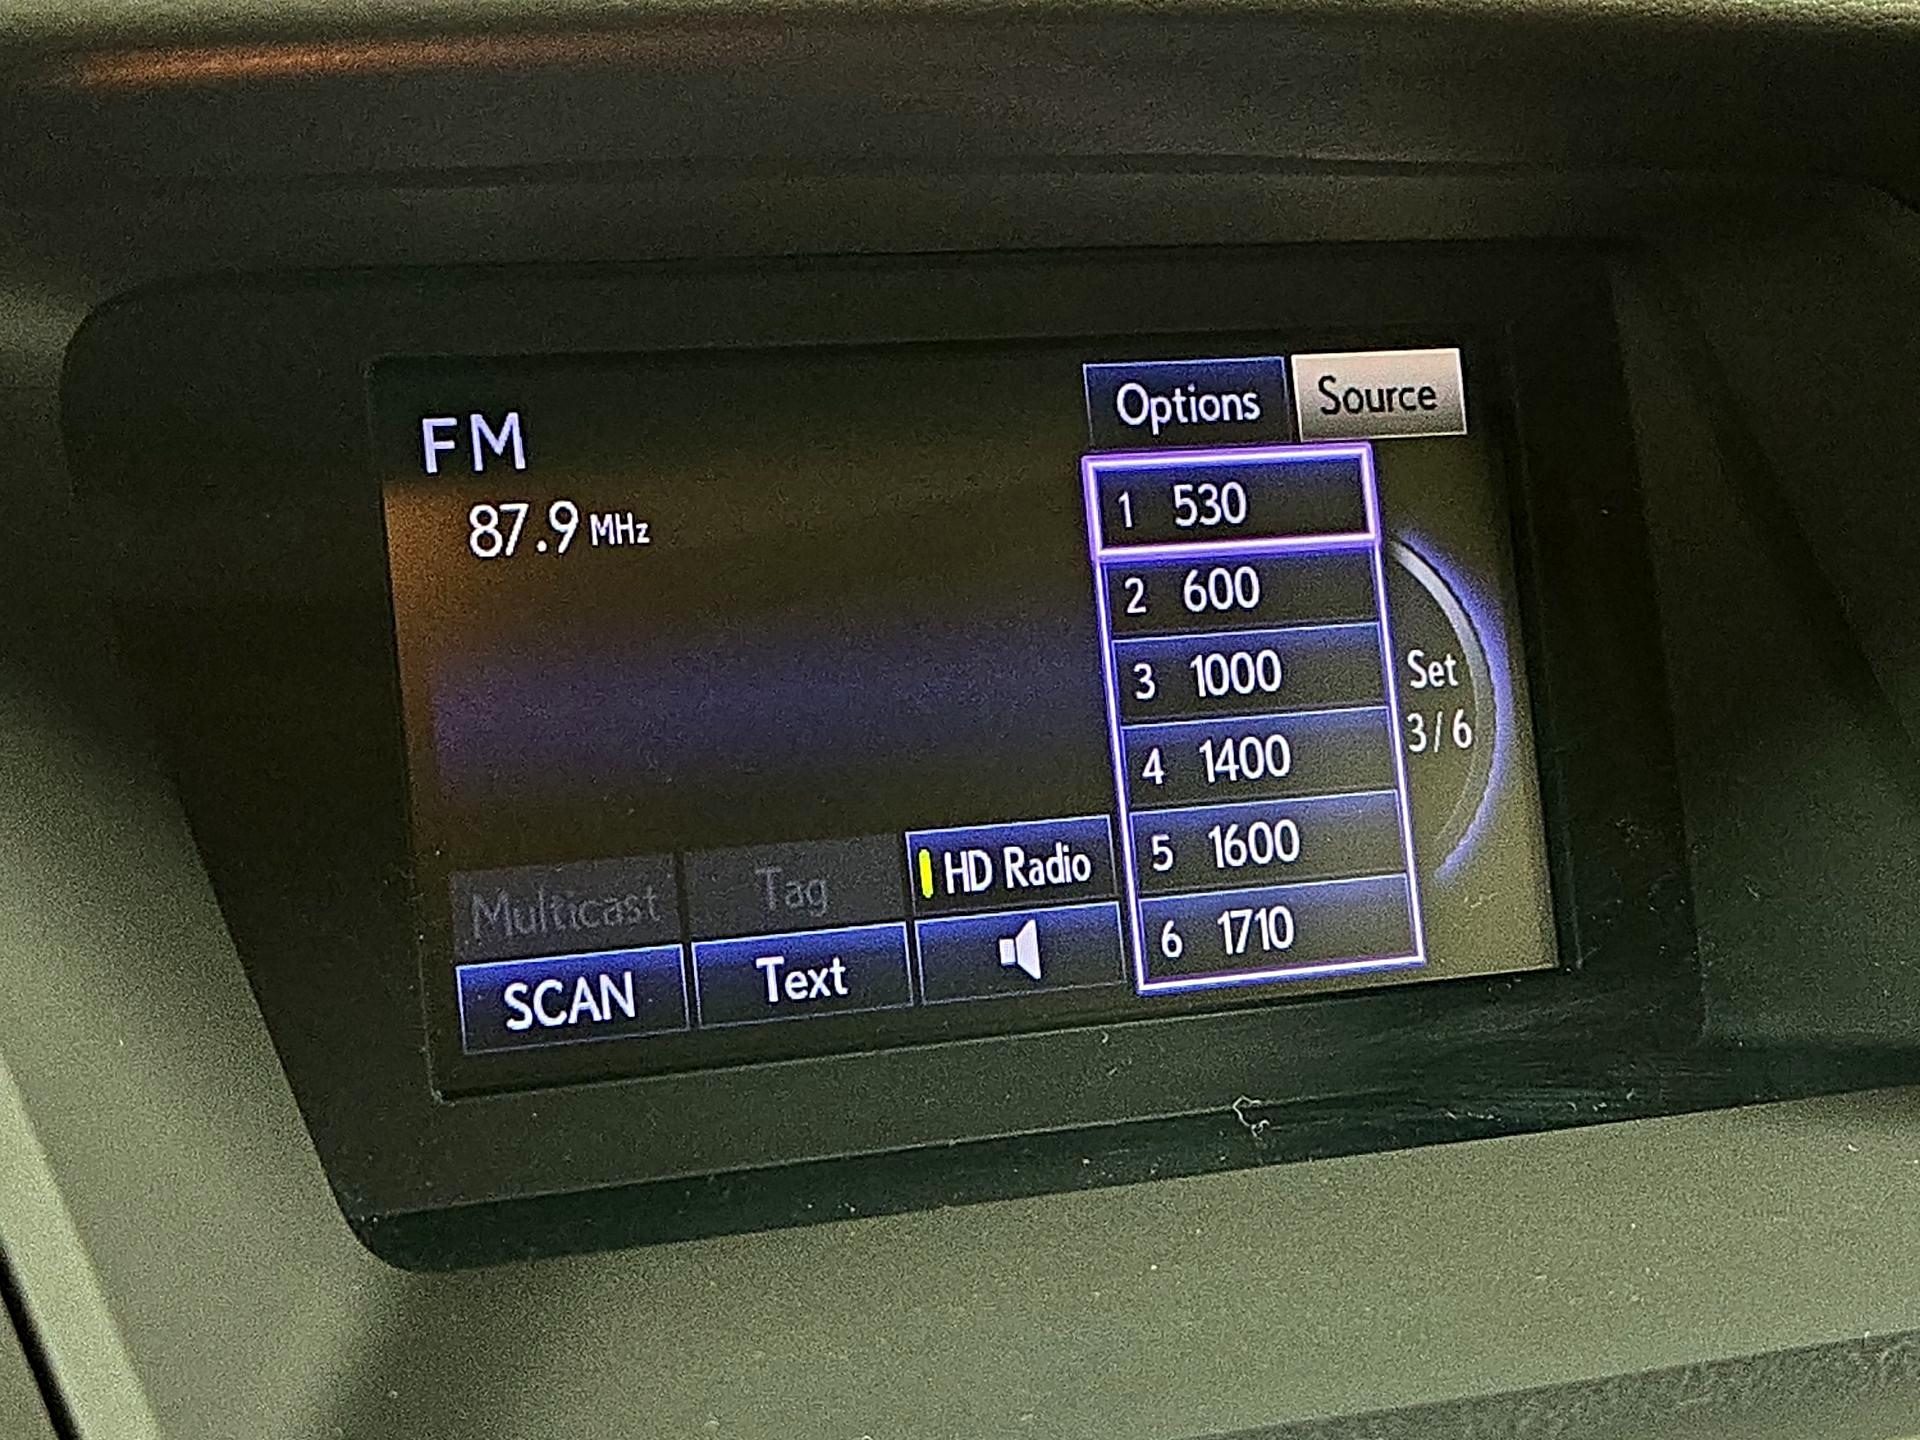 Options Source
FM
87.9 MHz
1 530
2 600
3 1000
4 1400
5 1600
6 1710
Set
3/6
Multicast Tag HD Radio
SCAN Text